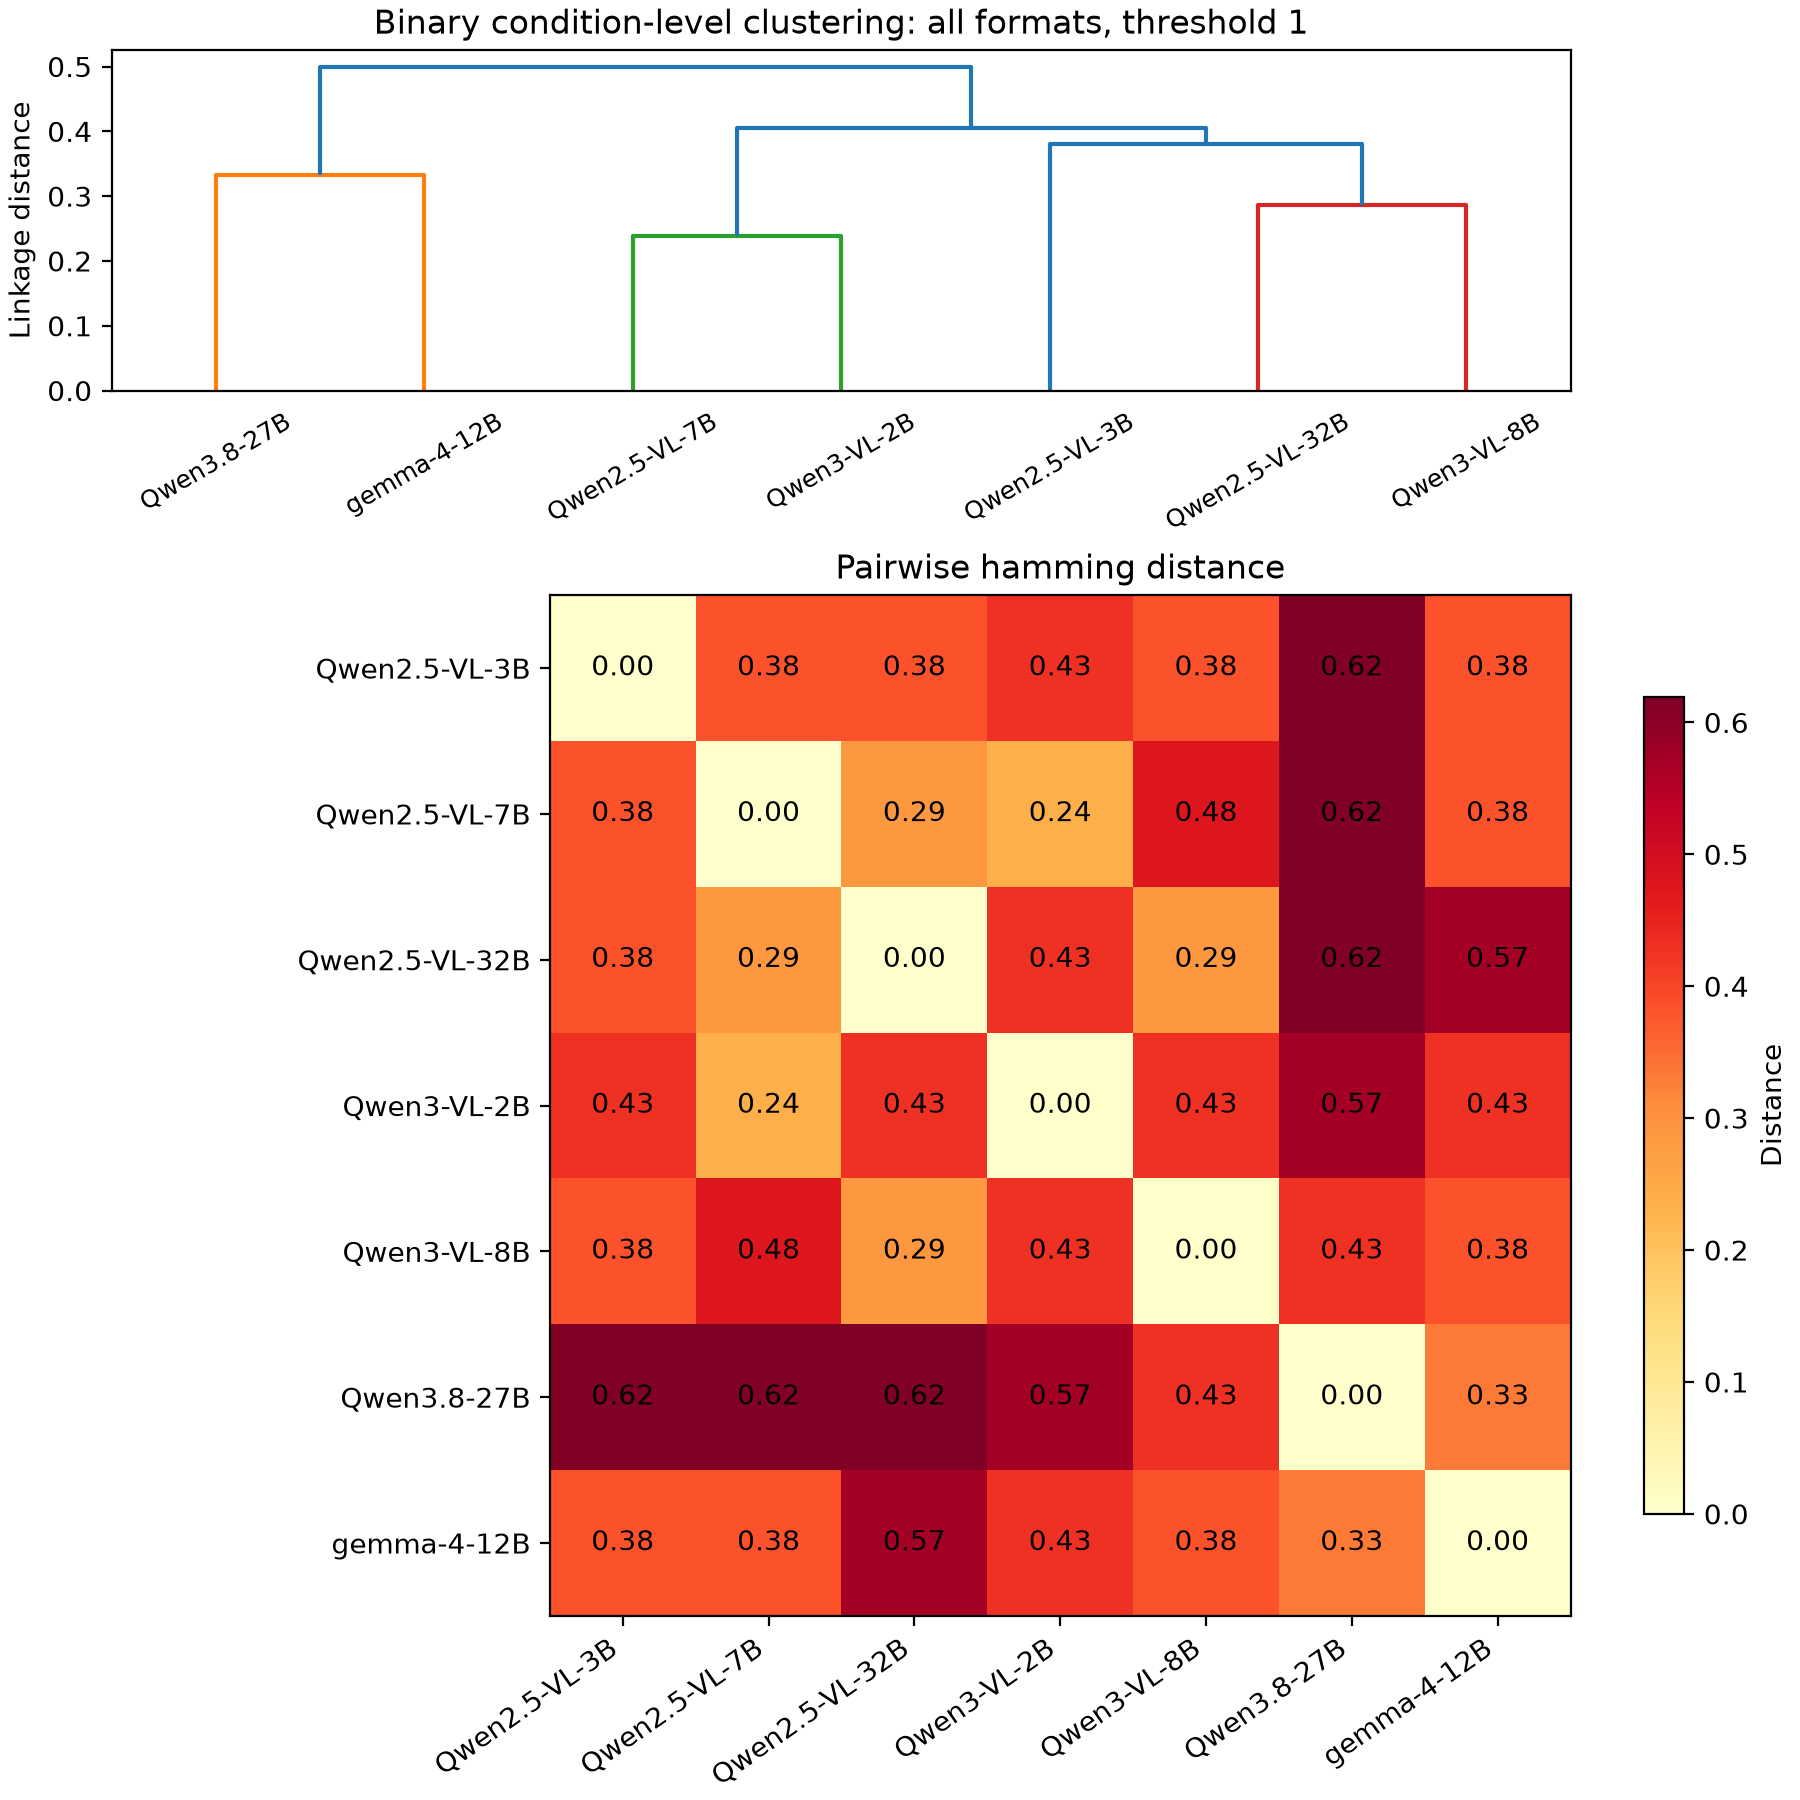 Binary condition-level clustering: all formats, threshold 1
Linkage distance
0.5
0.4
0.3
0.2
0.1
0.0
Qwen3.8-27B
gemma-4-12B
Qwen2.5-VL-7B
Qwen3-VL-2B
Qwen2.5-VL-3B
Qwen2.5-VL-32B
Qwen3-VL-8B
Pairwise hamming distance
Qwen2.5-VL-3B 0.00 0.38 0.38 0.43 0.38 0.62 0.38
Qwen2.5-VL-7B 0.38 0.00 0.29 0.24 0.48 0.62 0.38
Qwen2.5-VL-32B 0.38 0.29 0.00 0.43 0.29 0.62 0.57
Qwen3-VL-2B 0.43 0.24 0.43 0.00 0.43 0.57 0.43
Qwen3-VL-8B 0.38 0.48 0.29 0.43 0.00 0.43 0.38
Qwen3.8-27B 0.62 0.62 0.62 0.57 0.43 0.00 0.33
gemma-4-12B 0.38 0.38 0.57 0.43 0.38 0.33 0.00
Qwen2.5-VL-3B
Qwen2.5-VL-7B
Qwen2.5-VL-32B
Qwen3-VL-2B
Qwen3-VL-8B
Qwen3.8-27B
gemma-4-12B
0.6
0.5
0.4
0.3
0.2
0.1
0.0
Distance